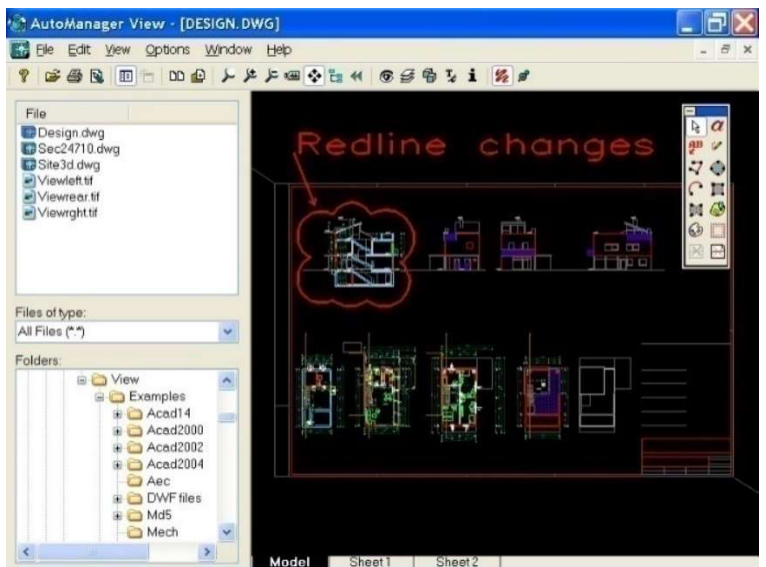 AutoManager View - [DESIGN.DWG]
File Edit View Options Window Help
File
Design.dwg
Sec24710.dwg
Site3d.dwg
Viewleft.tif
Viewrear.tif
Viewrght.tif
Files of type:
All Files (*.*)
Folders:
View
Examples
Acad14
Acad2000
Acad2002
Acad2004
Aec
DWF files
Md5
Mech
Redline changes
Model Sheet1 Sheet2